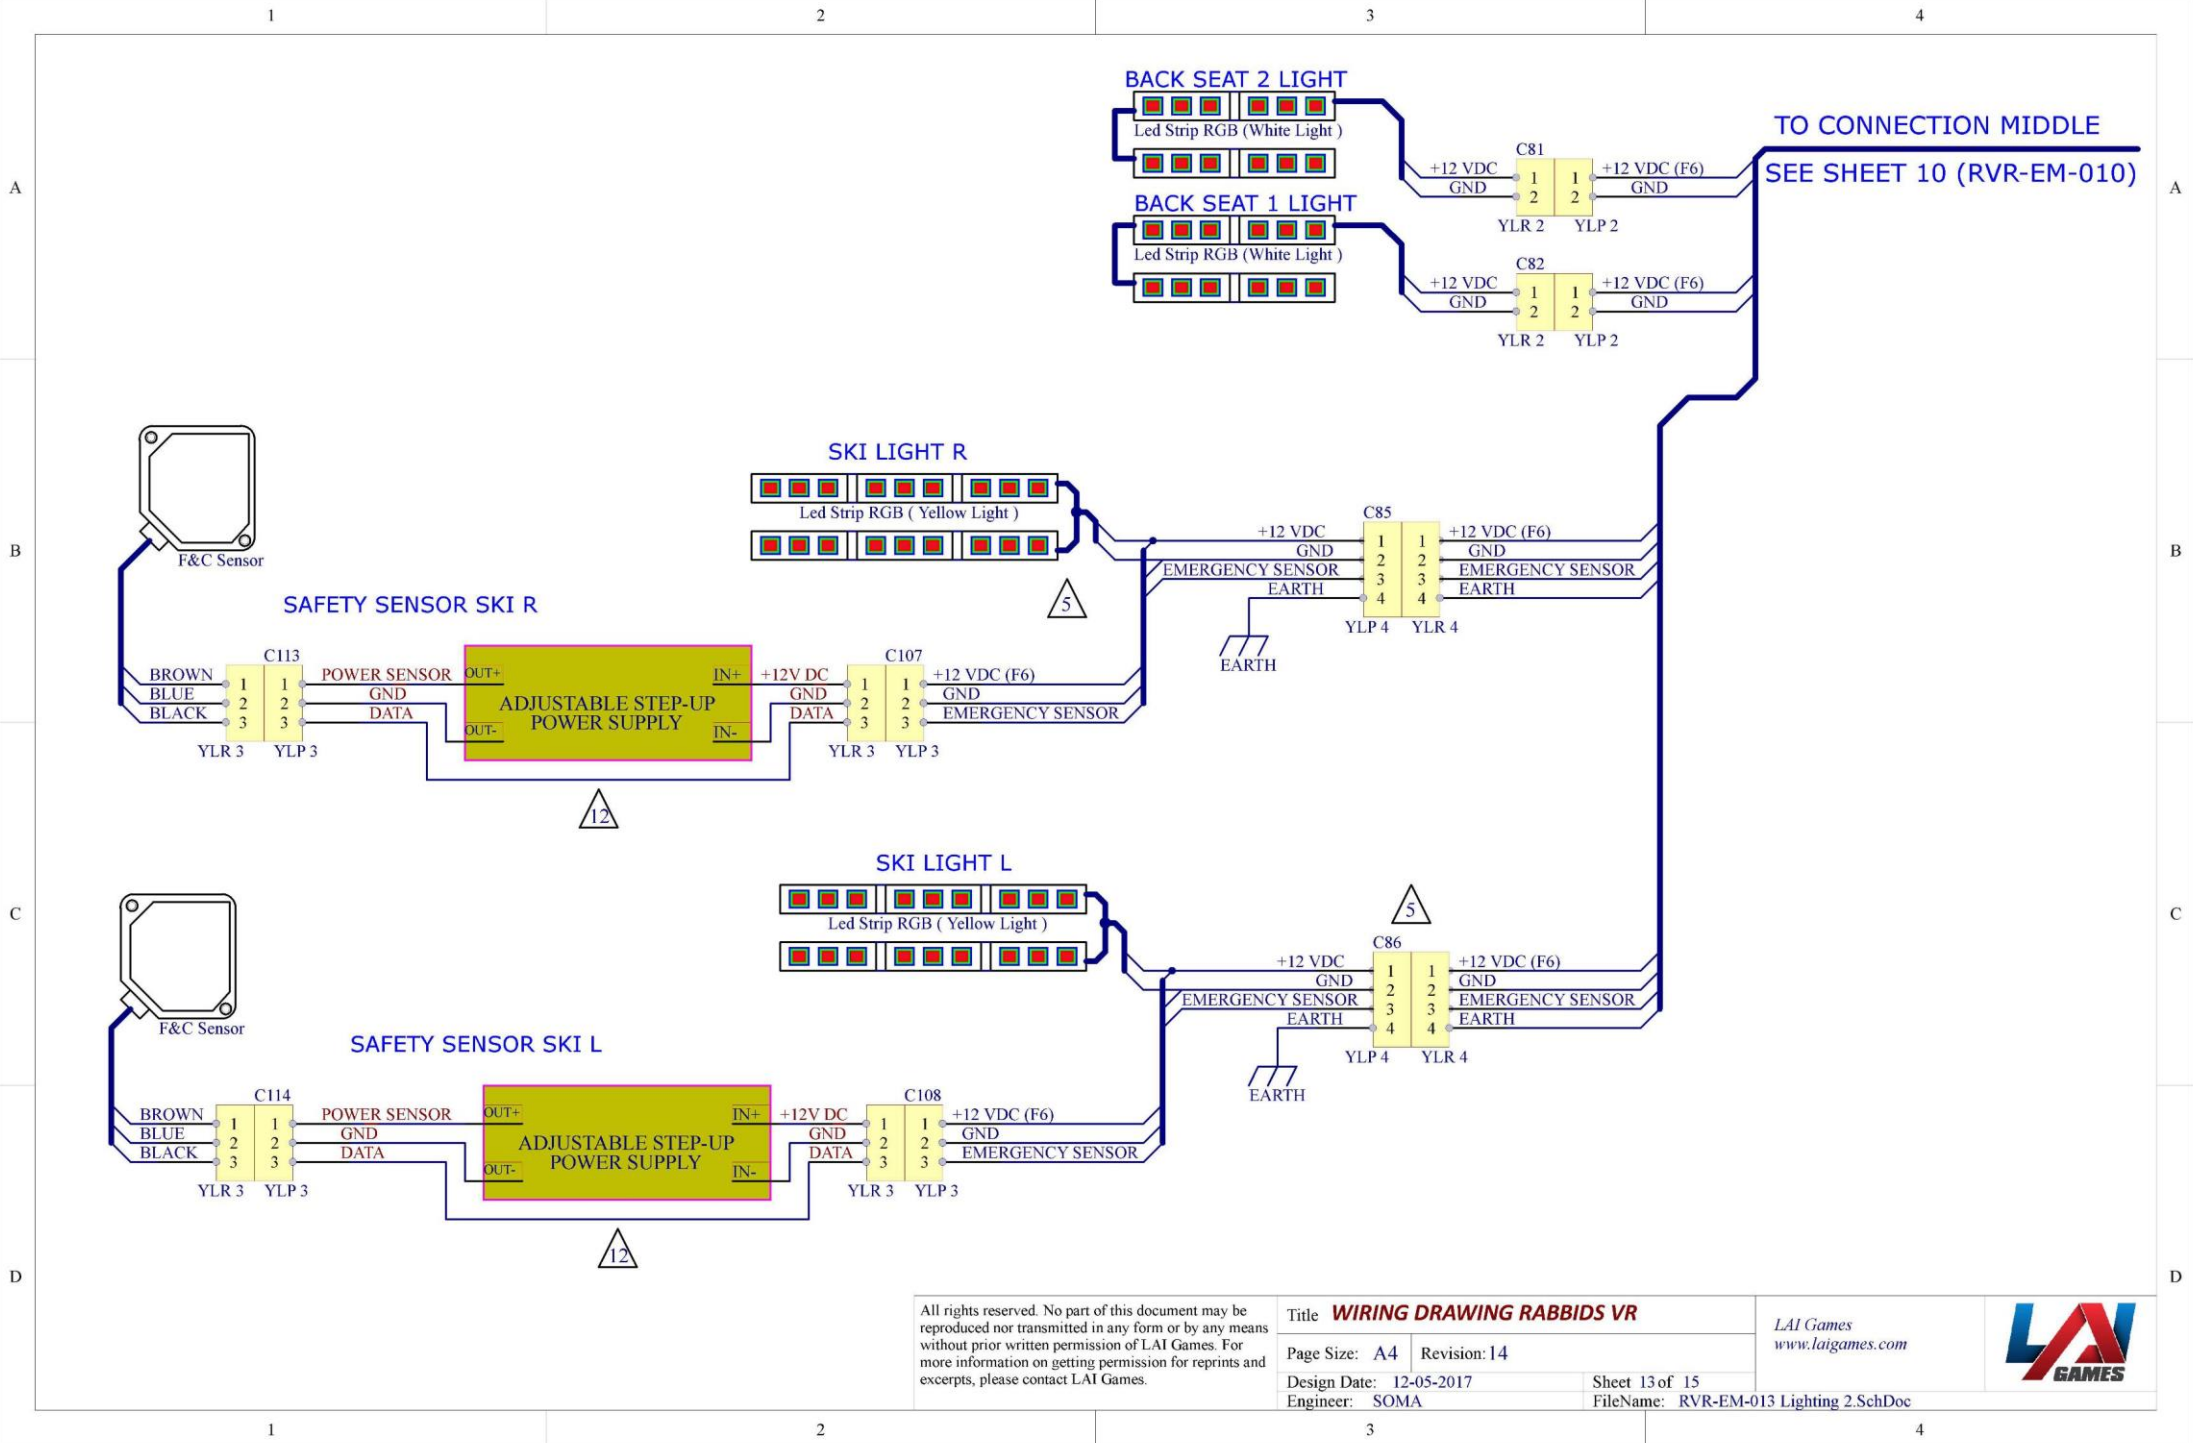 1 2 3 4
BACK SEAT 2 LIGHT
Led Strip RGB (White Light )
TO CONNECTION MIDDLE
SEE SHEET 10 (RVR-EM-010)
C81
+12 VDC 1 1 +12 VDC (F6)
GND 2 2 GND
YLR 2 YLP 2
A A
BACK SEAT 1 LIGHT
Led Strip RGB (White Light )
C82
+12 VDC 1 1 +12 VDC (F6)
GND 2 2 GND
YLR 2 YLP 2
SKI LIGHT R
Led Strip RGB ( Yellow Light )
5
C85
+12 VDC 1 1 +12 VDC (F6)
GND 2 2 GND
EMERGENCY SENSOR 3 3 EMERGENCY SENSOR
EARTH 4 4 EARTH
YLP 4 YLR 4
EARTH
B B
F&C Sensor
SAFETY SENSOR SKI R
C113
BROWN 1 1 POWER SENSOR
BLUE 2 2 GND
BLACK 3 3 DATA
YLR 3 YLP 3
OUT+ IN+
ADJUSTABLE STEP-UP
POWER SUPPLY
OUT- IN-
C107
+12V DC 1 1 +12 VDC (F6)
GND 2 2 GND
DATA 3 3 EMERGENCY SENSOR
YLR 3 YLP 3
12
SKI LIGHT L
Led Strip RGB ( Yellow Light )
5
C86
+12 VDC 1 1 +12 VDC (F6)
GND 2 2 GND
EMERGENCY SENSOR 3 3 EMERGENCY SENSOR
EARTH 4 4 EARTH
YLP 4 YLR 4
EARTH
C C
F&C Sensor
SAFETY SENSOR SKI L
C114
BROWN 1 1 POWER SENSOR
BLUE 2 2 GND
BLACK 3 3 DATA
YLR 3 YLP 3
OUT+ IN+
ADJUSTABLE STEP-UP
POWER SUPPLY
OUT- IN-
C108
+12V DC 1 1 +12 VDC (F6)
GND 2 2 GND
DATA 3 3 EMERGENCY SENSOR
YLR 3 YLP 3
12
D D
All rights reserved. No part of this document may be
reproduced nor transmitted in any form or by any means
without prior written permission of LAI Games. For
more information on getting permission for reprints and
excerpts, please contact LAI Games.
Title WIRING DRAWING RABBIDS VR
Page Size: A4 Revision: 14
Design Date: 12-05-2017 Sheet 13 of 15
Engineer: SOMA FileName: RVR-EM-013 Lighting 2.SchDoc
LAI Games
www.laigames.com
LAI
GAMES
1 2 3 4